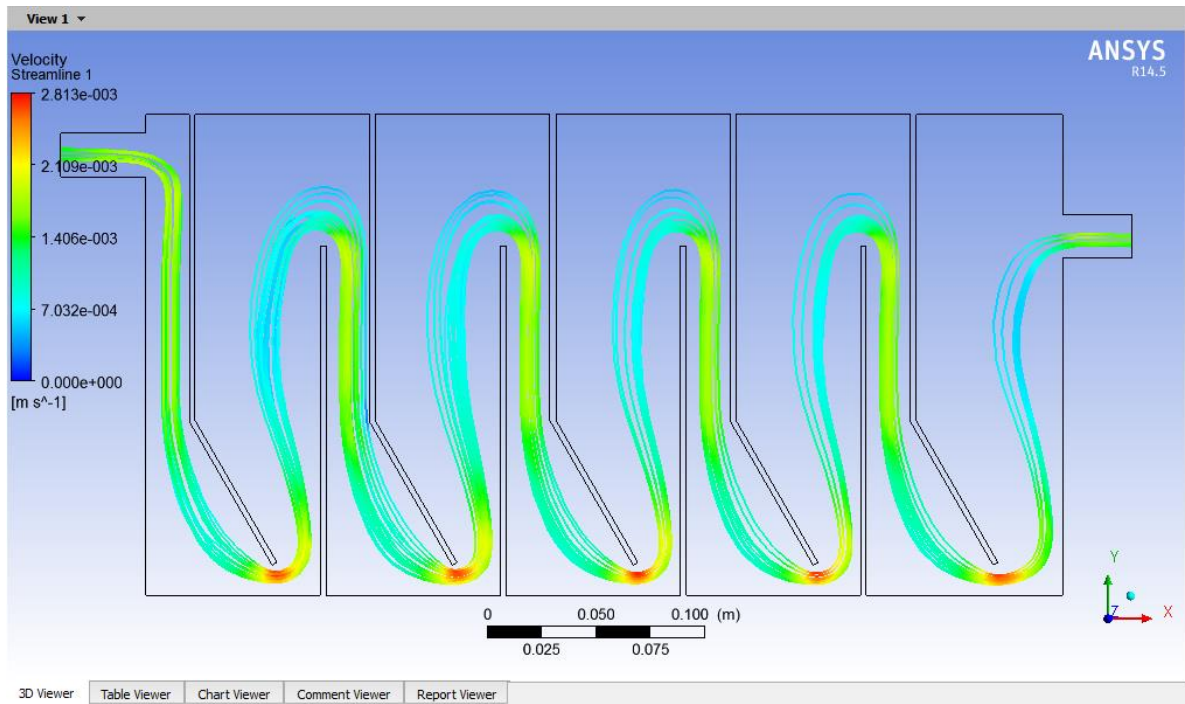 View 1
Velocity
Streamline 1
2.813e-003
2.109e-003
1.406e-003
7.032e-004
0.000e+000
[m s^-1]
ANSYS
R14.5
0 0.050 0.100 (m)
0.025 0.075
Y
Z X
3D Viewer Table Viewer Chart Viewer Comment Viewer Report Viewer